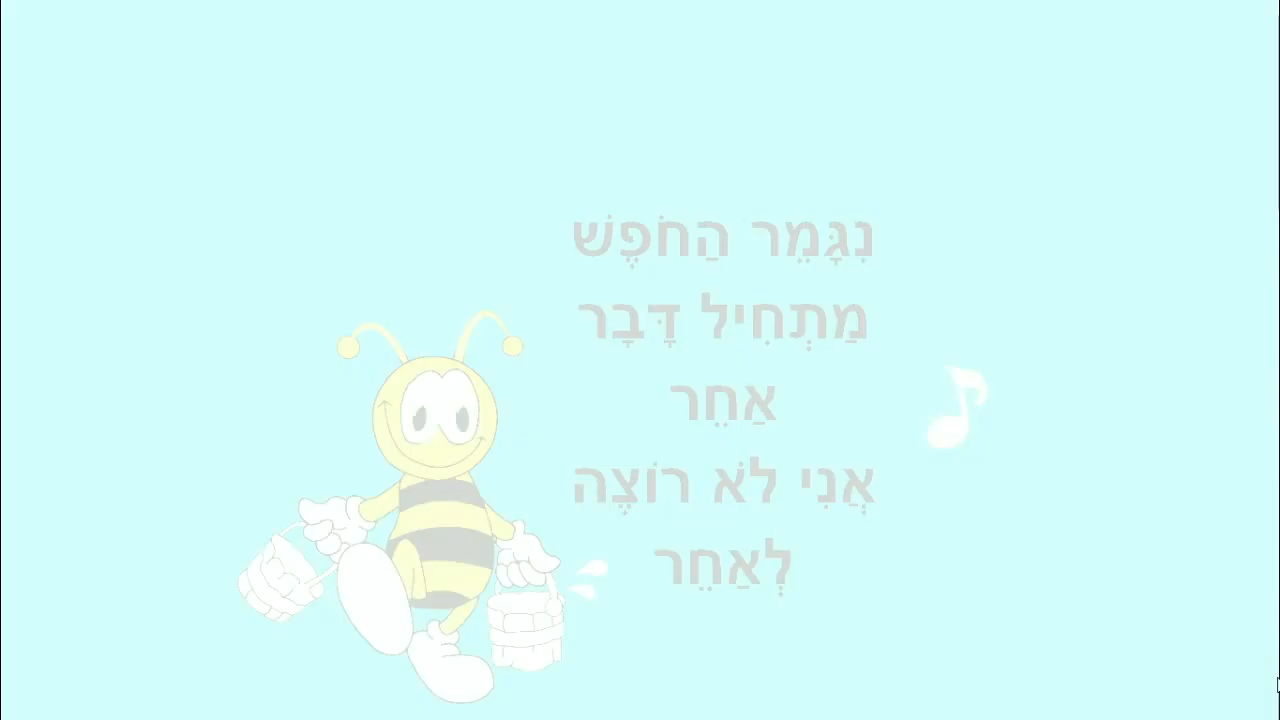 נִגָּמֵר הַחֹפֶשׁ
מַתְחִיל דָּבָר
אַחֵר
אֲנִי לֹא רוֹצֶה
לְאַחֵר